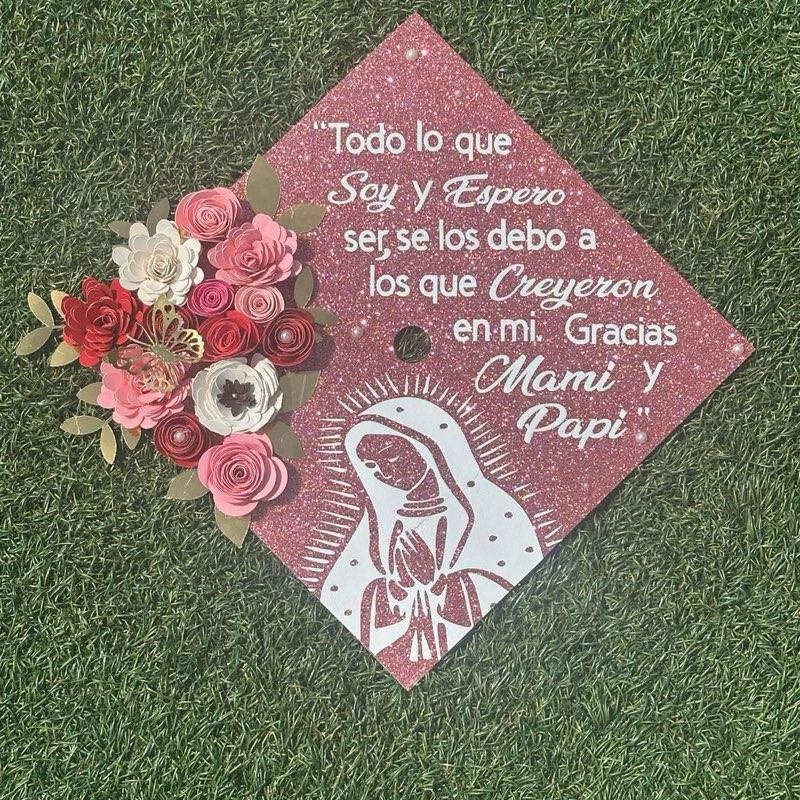 “Todo lo que
Soy y Espero
ser, se los debo a
los que Creyeron
en mi. Gracias
Mami y
Papi”